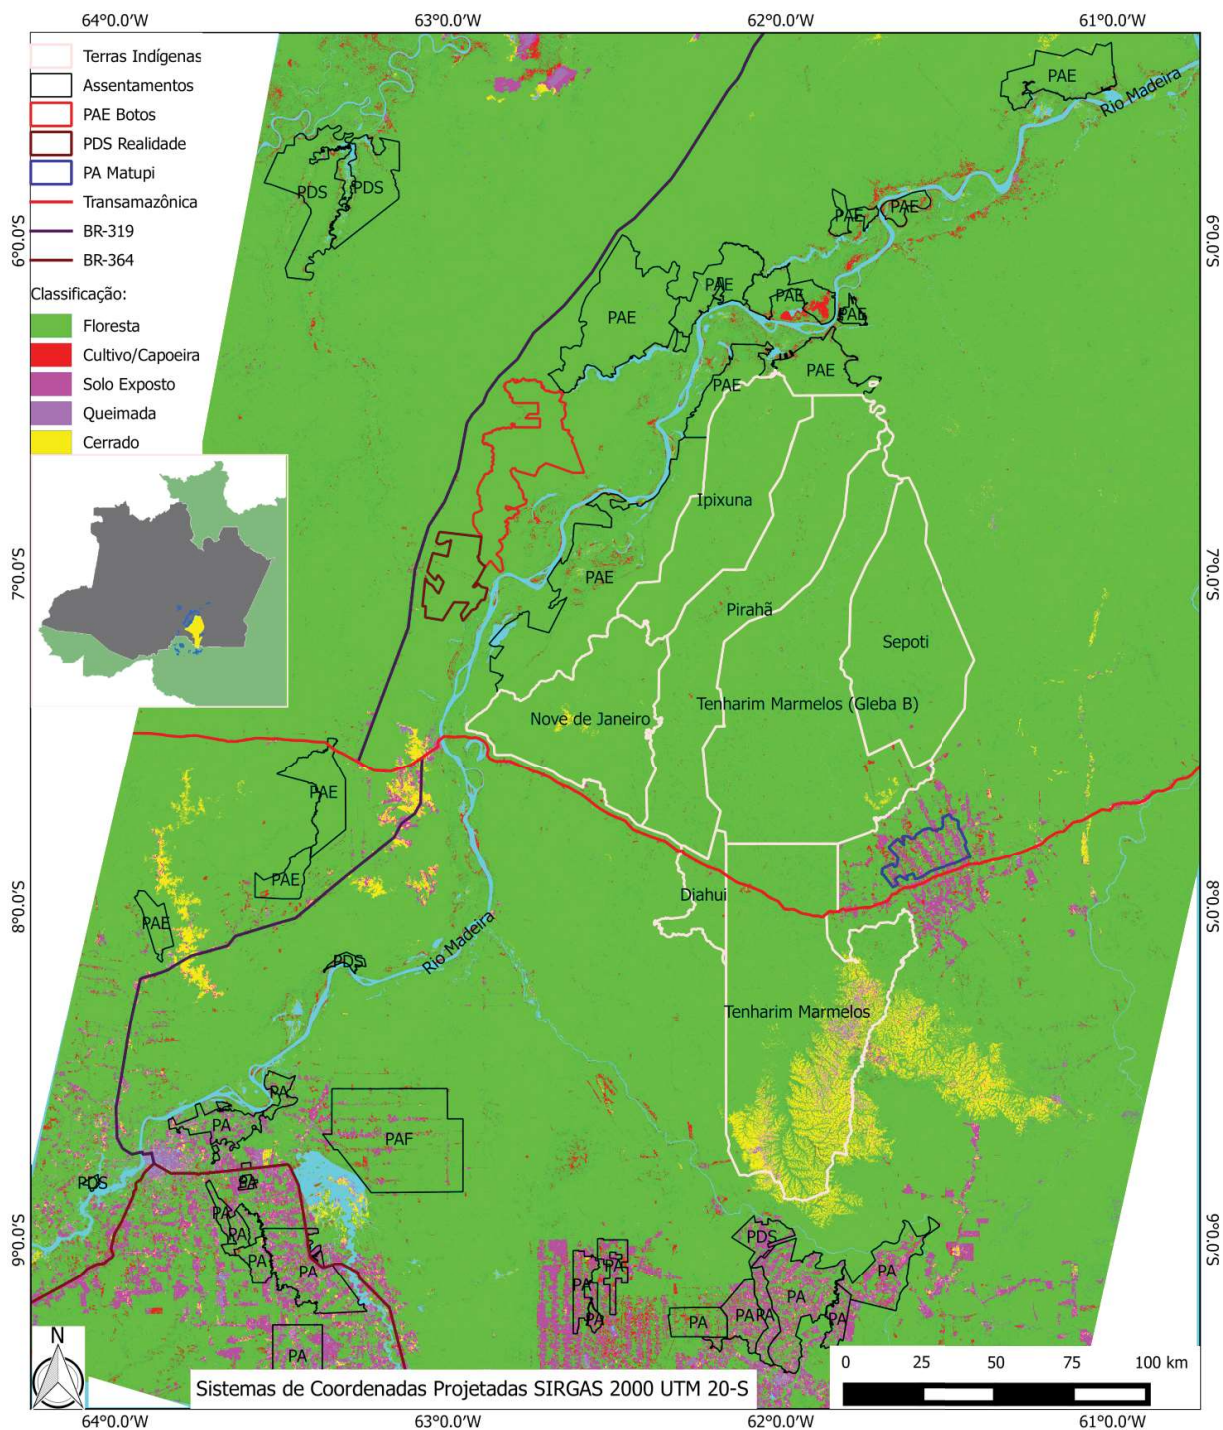 64°0.0'W 63°0.0'W 62°0.0'W 61°0.0'W
Terras Indígenas
Assentamentos
PAE Botos
PDS Realidade
PA Matupi
Transamazônica
BR-319
BR-364
Classificação:
Floresta
Cultivo/Capoeira
Solo Exposto
Queimada
Cerrado
PAE
Rio Madeira
PDS PDS
PAE PAE
6°0.0'S 6°0.0'S
PAE
PAE
PAE
PAE
PAE
PAE
Ipixuna
7°0.0'S 7°0.0'S
PAE
Pirahã
Sepoti
Tenharim Marmelos (Gleba B)
Nove de Janeiro
PAE
PAE
Diahui
8°0.0'S 8°0.0'S
PAE
Rio Madeira
PDS
Tenharim Marmelos
PA
PA
PAF
PDS
PA
PA
PA
PA
PA
9°0.0'S 9°0.0'S
PDS
PA
PA
PA
PA
PA
PA
PA
PA
PA
PA
PA
N
0 25 50 75 100 km
Sistemas de Coordenadas Projetadas SIRGAS 2000 UTM 20-S
64°0.0'W 63°0.0'W 62°0.0'W 61°0.0'W